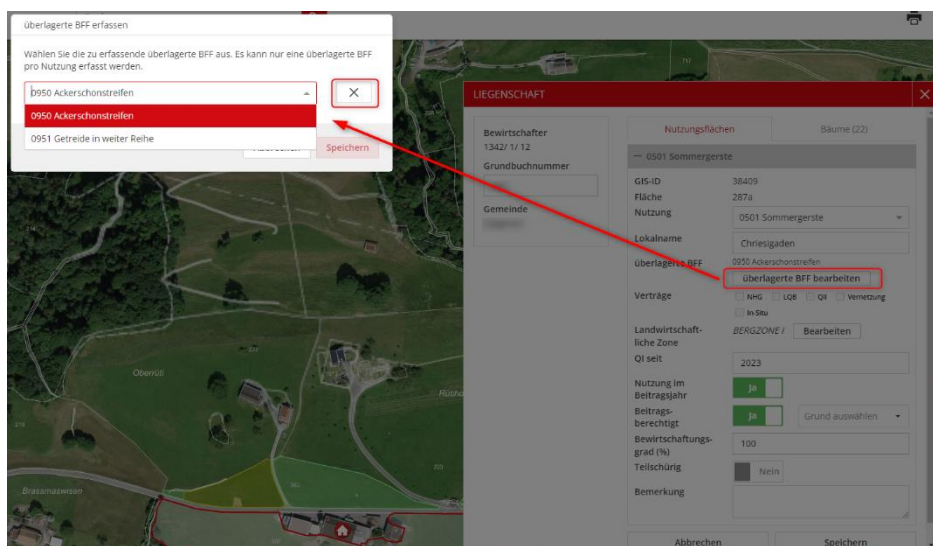 überlagerte BFF erfassen
Wählen Sie die zu erfassende überlagerte BFF aus. Es kann nur eine überlagerte BFF
pro Nutzung erfasst werden.
0950 Ackerschonstreifen
0950 Ackerschonstreifen
0951 Getreide in weiter Reihe
Speichern
LIEGENSCHAFT
Bewirtschafter
1342/ 1/ 12
Grundbuchnummer
Gemeinde
Nutzungsflächen
Bäume (22)
0501 Sommergerste
GIS-ID
38409
Fläche
287a
Nutzung
0501 Sommergerste
Lokalname
Chriesigaden
überlagerte BFF
0950 Ackerschonstreifen
überlagerte BFF bearbeiten
Verträge
NHG
LQB
QII
Vernetzung
In-Situ
Landwirtschaft-
liche Zone
BERGZONE I
Bearbeiten
QI seit
2023
Nutzung im
Beitragsjahr
Ja
Beitrags-
berechtigt
Ja
Grund auswählen
Bewirtschaftungs-
grad (%)
100
Teilschürig
Nein
Bemerkung
Abbrechen
Speichern
Oberrüti
Brassmaswisen